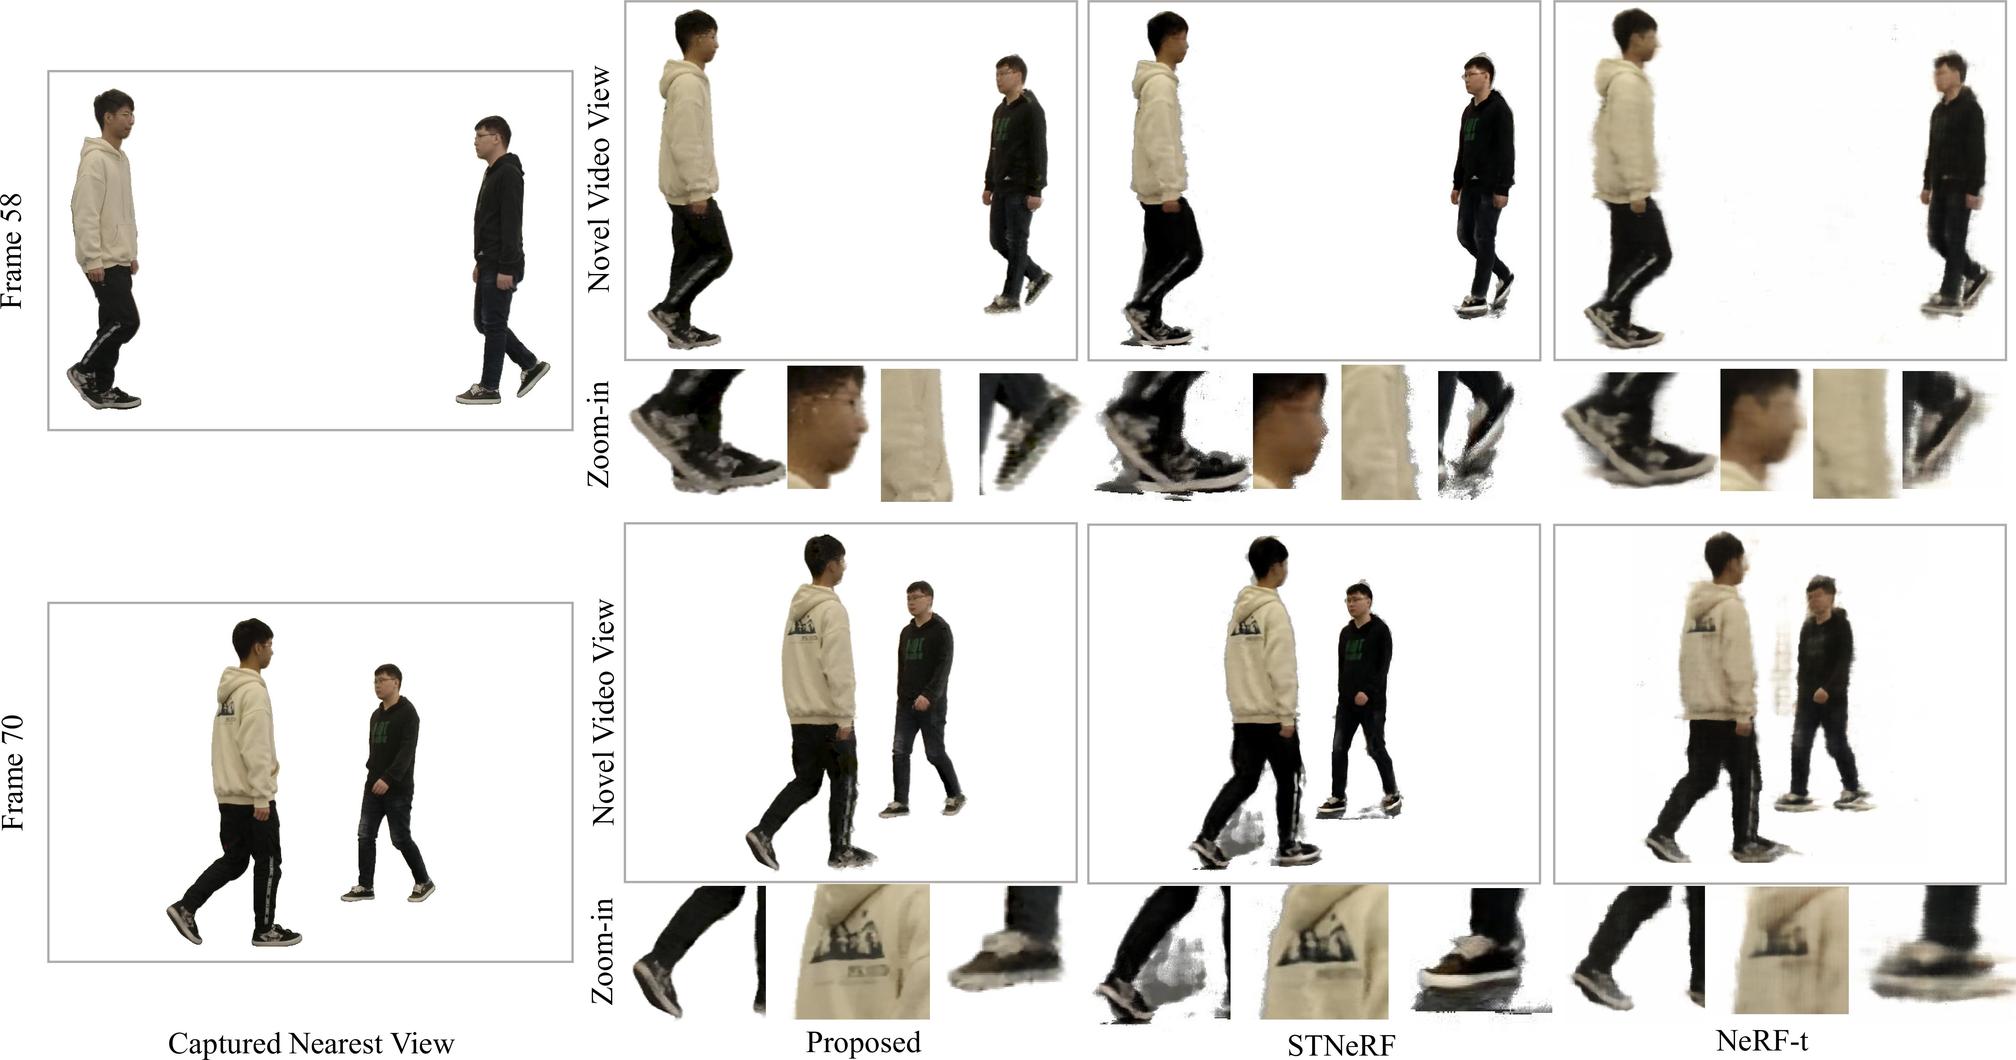 Frame 58
Novel Video View
Zoom-in
Frame 70
Novel Video View
Zoom-in
Captured Nearest View
Proposed
STNeRF
NeRF-t